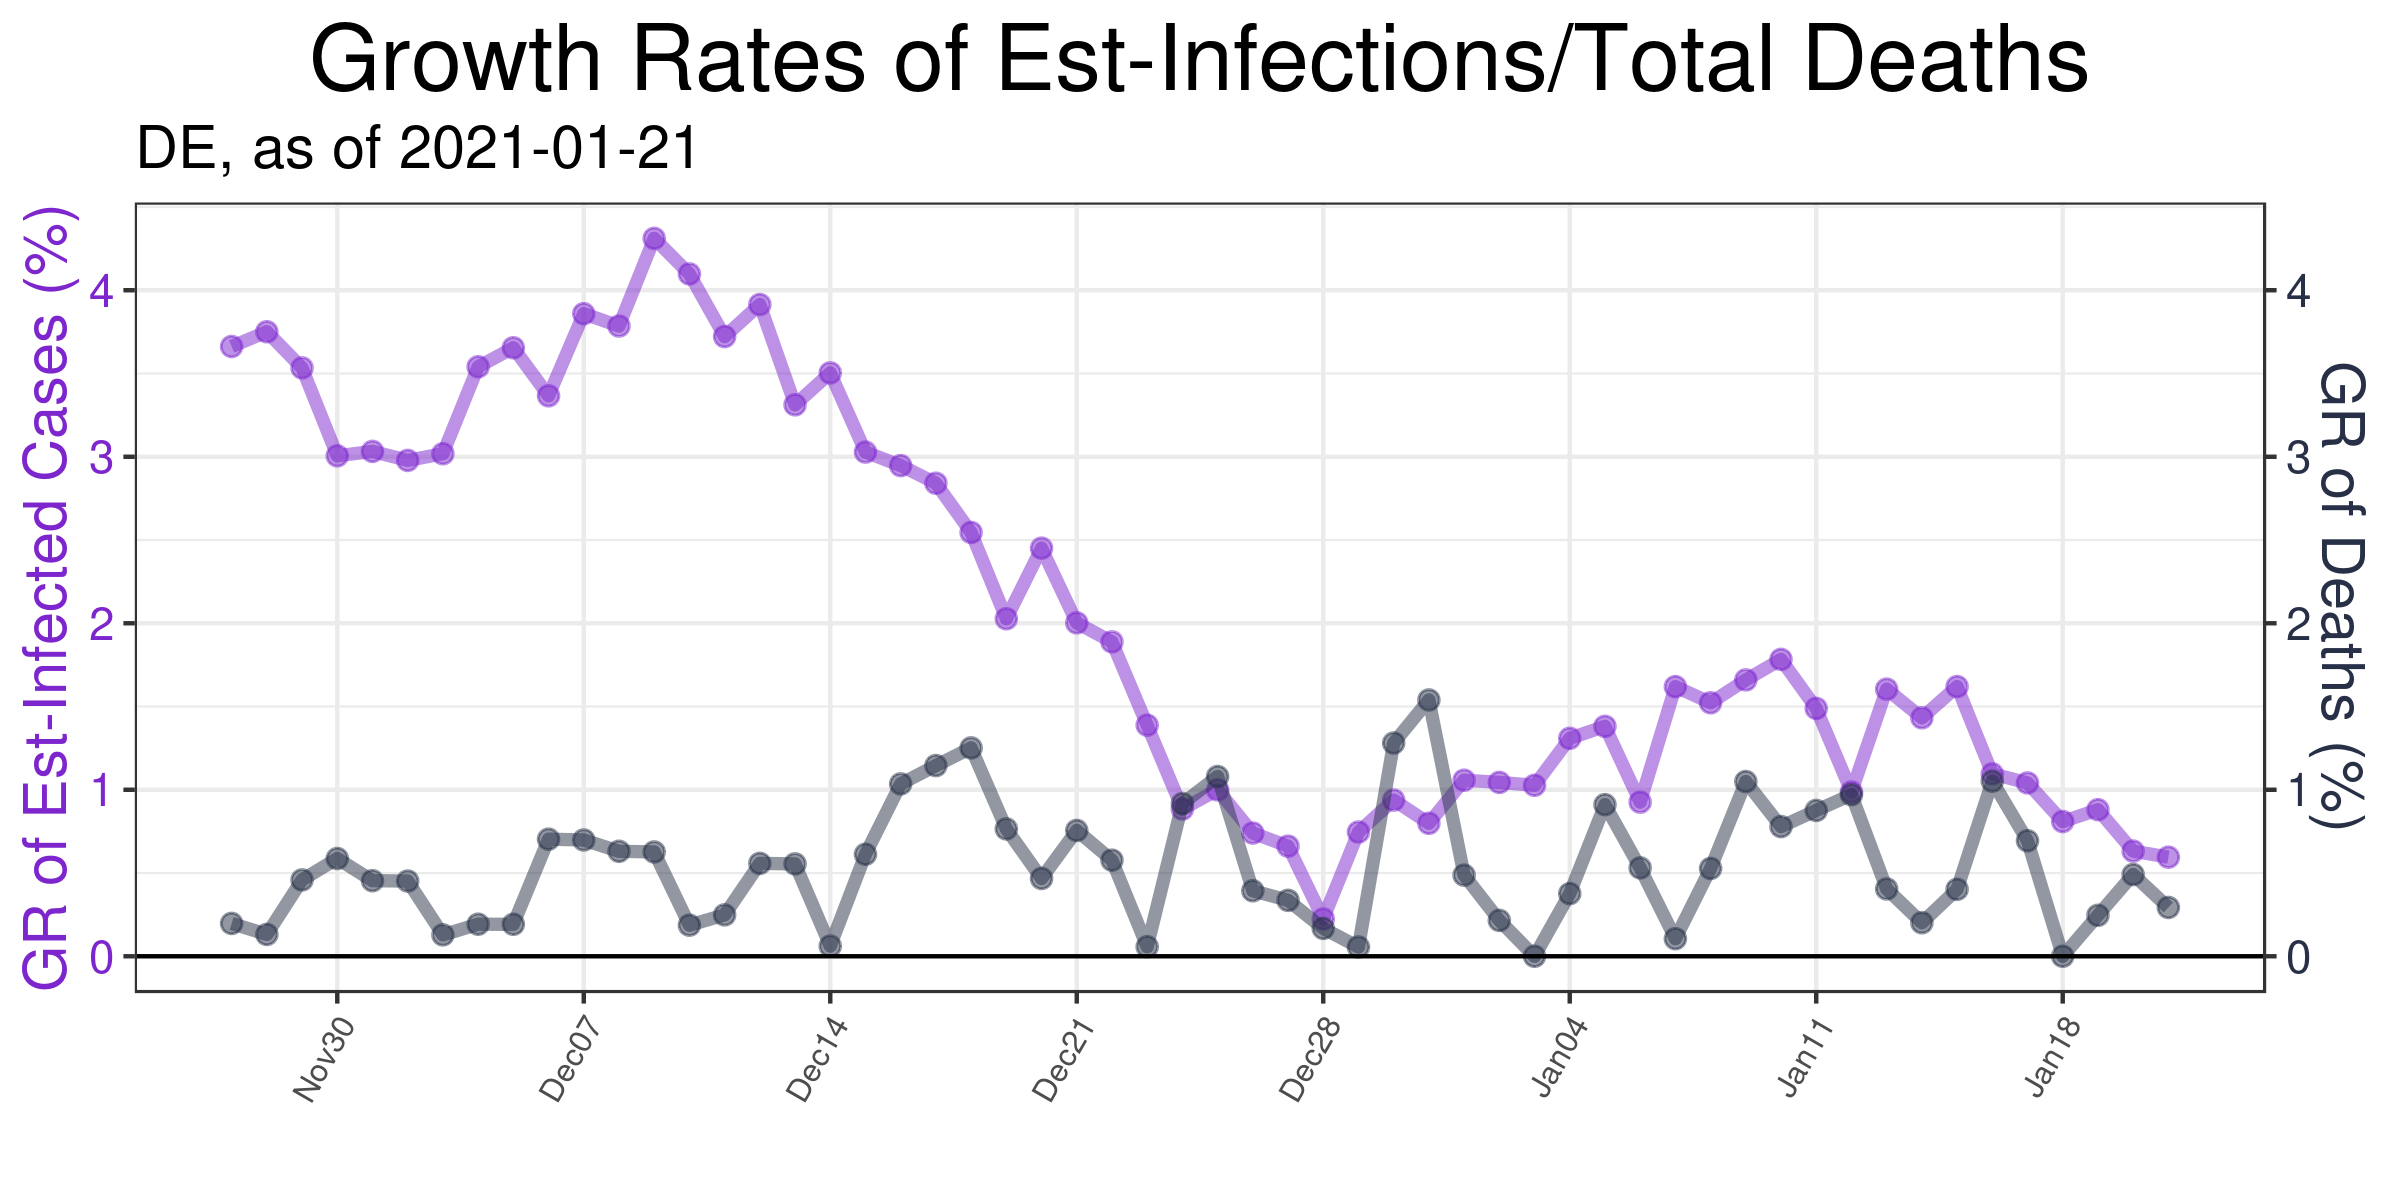 Growth Rates of Est-Infections/Total Deaths
DE, as of 2021-01-21
GR of Est-Infected Cases (%)
4
3
2
1
0
4
3
2
1
0
GR of Deaths (%)
Nov30
Dec07
Dec14
Dec21
Dec28
Jan04
Jan11
Jan18